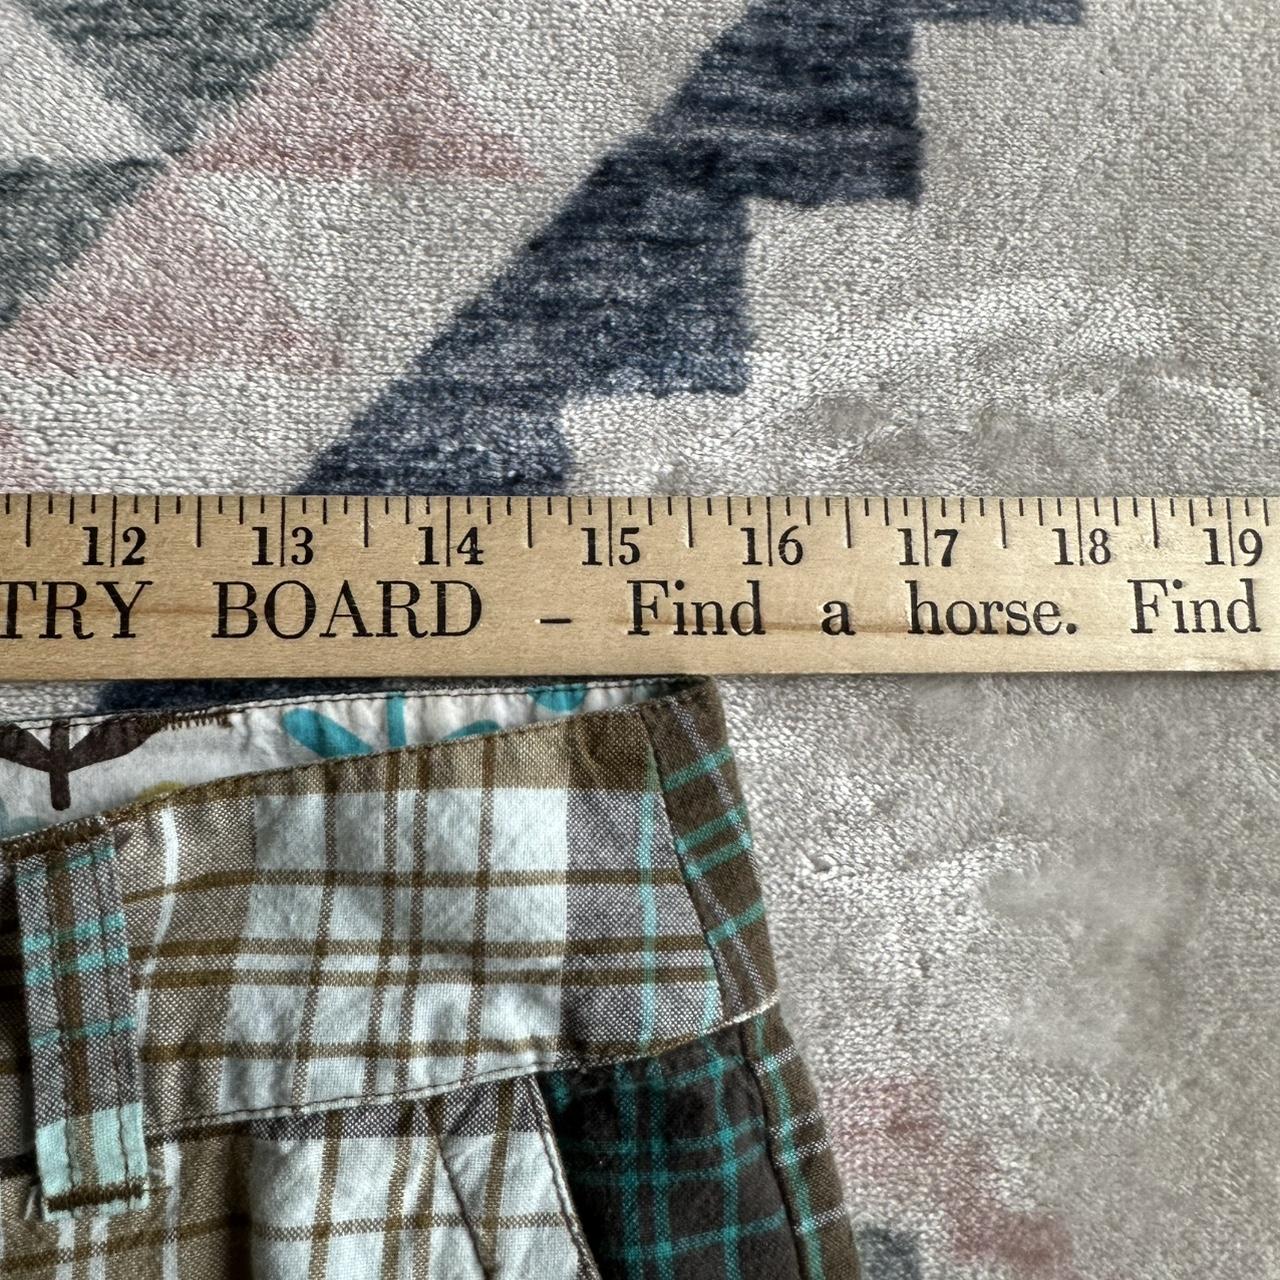 12 13 14 15 16 17 18 19
TRY BOARD – Find a horse. Find